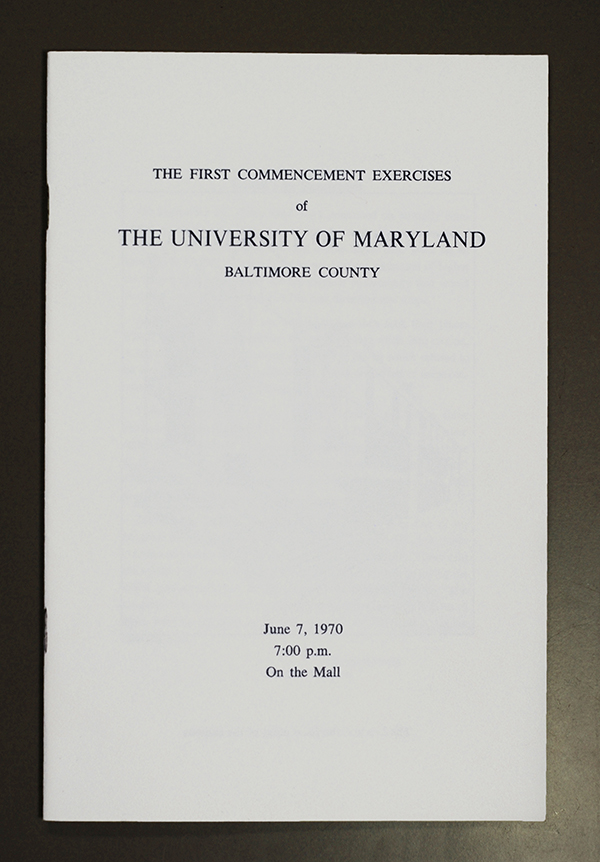 THE FIRST COMMENCEMENT EXERCISES
of
THE UNIVERSITY OF MARYLAND
BALTIMORE COUNTY
June 7, 1970
7:00 p.m.
On the Mall